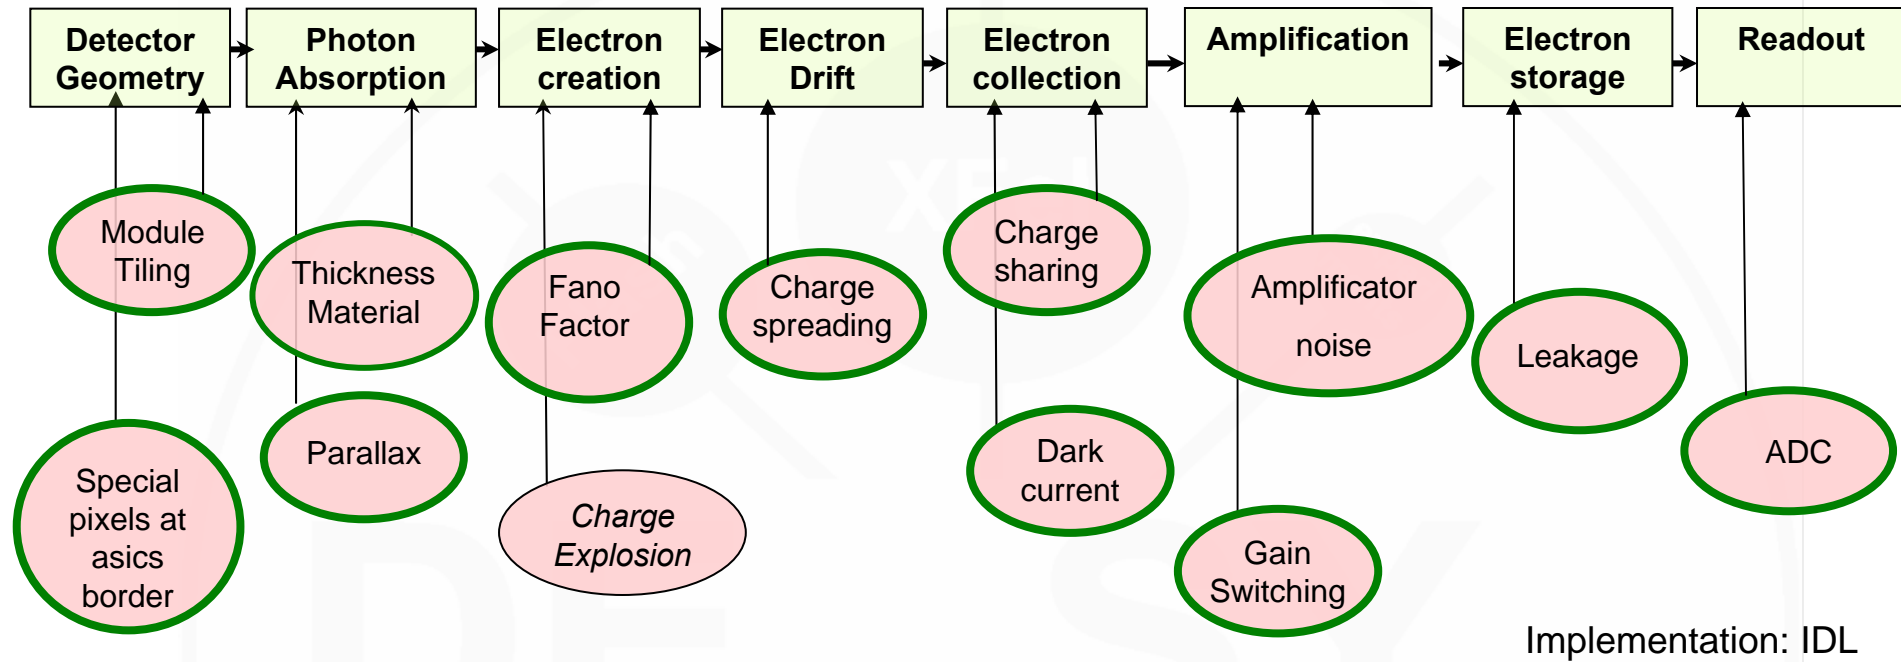 Detector
Geometry
Photon
Absorption
Electron
creation
Electron
Drift
Electron
collection
Amplification
Electron
storage
Readout
Module
Tiling
Special
pixels at
asics
border
Thickness
Material
Parallax
Fano
Factor
Charge
Explosion
Charge
spreading
Charge
sharing
Dark
current
Amplificator
noise
Gain
Switching
Leakage
ADC
Implementation: IDL